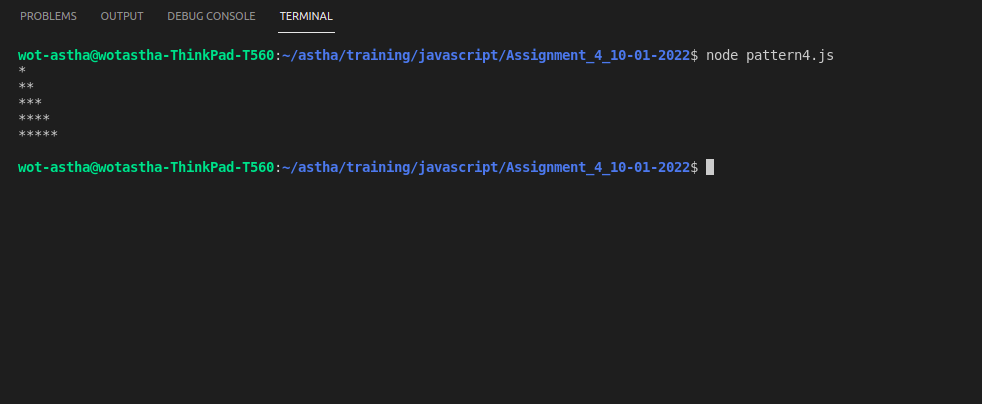 PROBLEMS OUTPUT DEBUG CONSOLE TERMINAL
wot-astha@wotastha-ThinkPad-T560:~/astha/training/javascript/Assignment_4_10-01-2022$ node pattern4.js
*
**
***
****
*****
wot-astha@wotastha-ThinkPad-T560:~/astha/training/javascript/Assignment_4_10-01-2022$